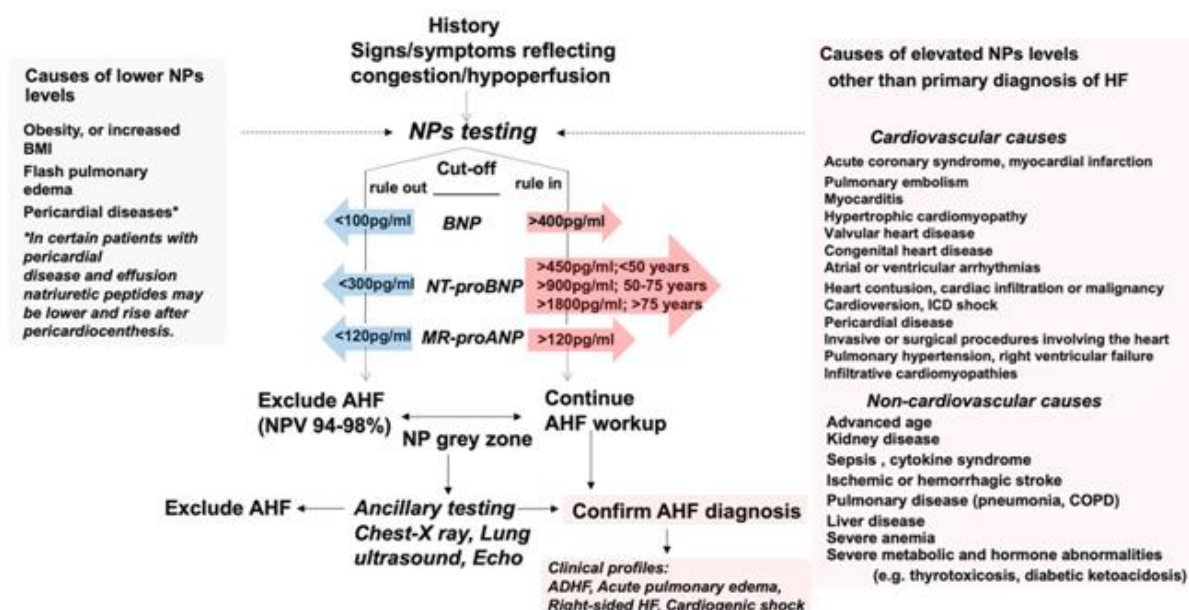 History
Signs/symptoms reflecting
congestion/hypoperfusion
Causes of lower NPs
levels
Obesity, or increased
BMI
Flash pulmonary
edema
Pericardial diseases*
*In certain patients with
pericardial
disease and effusion
natriuretic peptides may
be lower and rise after
pericardiocenthesis.
NPs testing
Cut-off
rule out
rule in
<100pg/ml
BNP
>400pg/ml
<300pg/ml
NT-proBNP
>450pg/ml;<50 years
>900pg/ml; 50-75 years
>1800pg/ml; >75 years
<120pg/ml
MR-proANP
>120pg/ml
Exclude AHF
(NPV 94-98%)
NP grey zone
Continue
AHF workup
Exclude AHF
Ancillary testing
Chest-X ray, Lung
ultrasound, Echo
Confirm AHF diagnosis
Clinical profiles:
ADHF, Acute pulmonary edema,
Right-sided HF, Cardiogenic shock
Causes of elevated NPs levels
other than primary diagnosis of HF
Cardiovascular causes
Acute coronary syndrome, myocardial infarction
Pulmonary embolism
Myocarditis
Hypertrophic cardiomyopathy
Valvular heart disease
Congenital heart disease
Atrial or ventricular arrhythmias
Heart contusion, cardiac infiltration or malignancy
Cardioversion, ICD shock
Pericardial disease
Invasive or surgical procedures involving the heart
Pulmonary hypertension, right ventricular failure
Infiltrative cardiomyopathies
Non-cardiovascular causes
Advanced age
Kidney disease
Sepsis , cytokine syndrome
Ischemic or hemorrhagic stroke
Pulmonary disease (pneumonia, COPD)
Liver disease
Severe anemia
Severe metabolic and hormone abnormalities
(e.g. thyrotoxicosis, diabetic ketoacidosis)